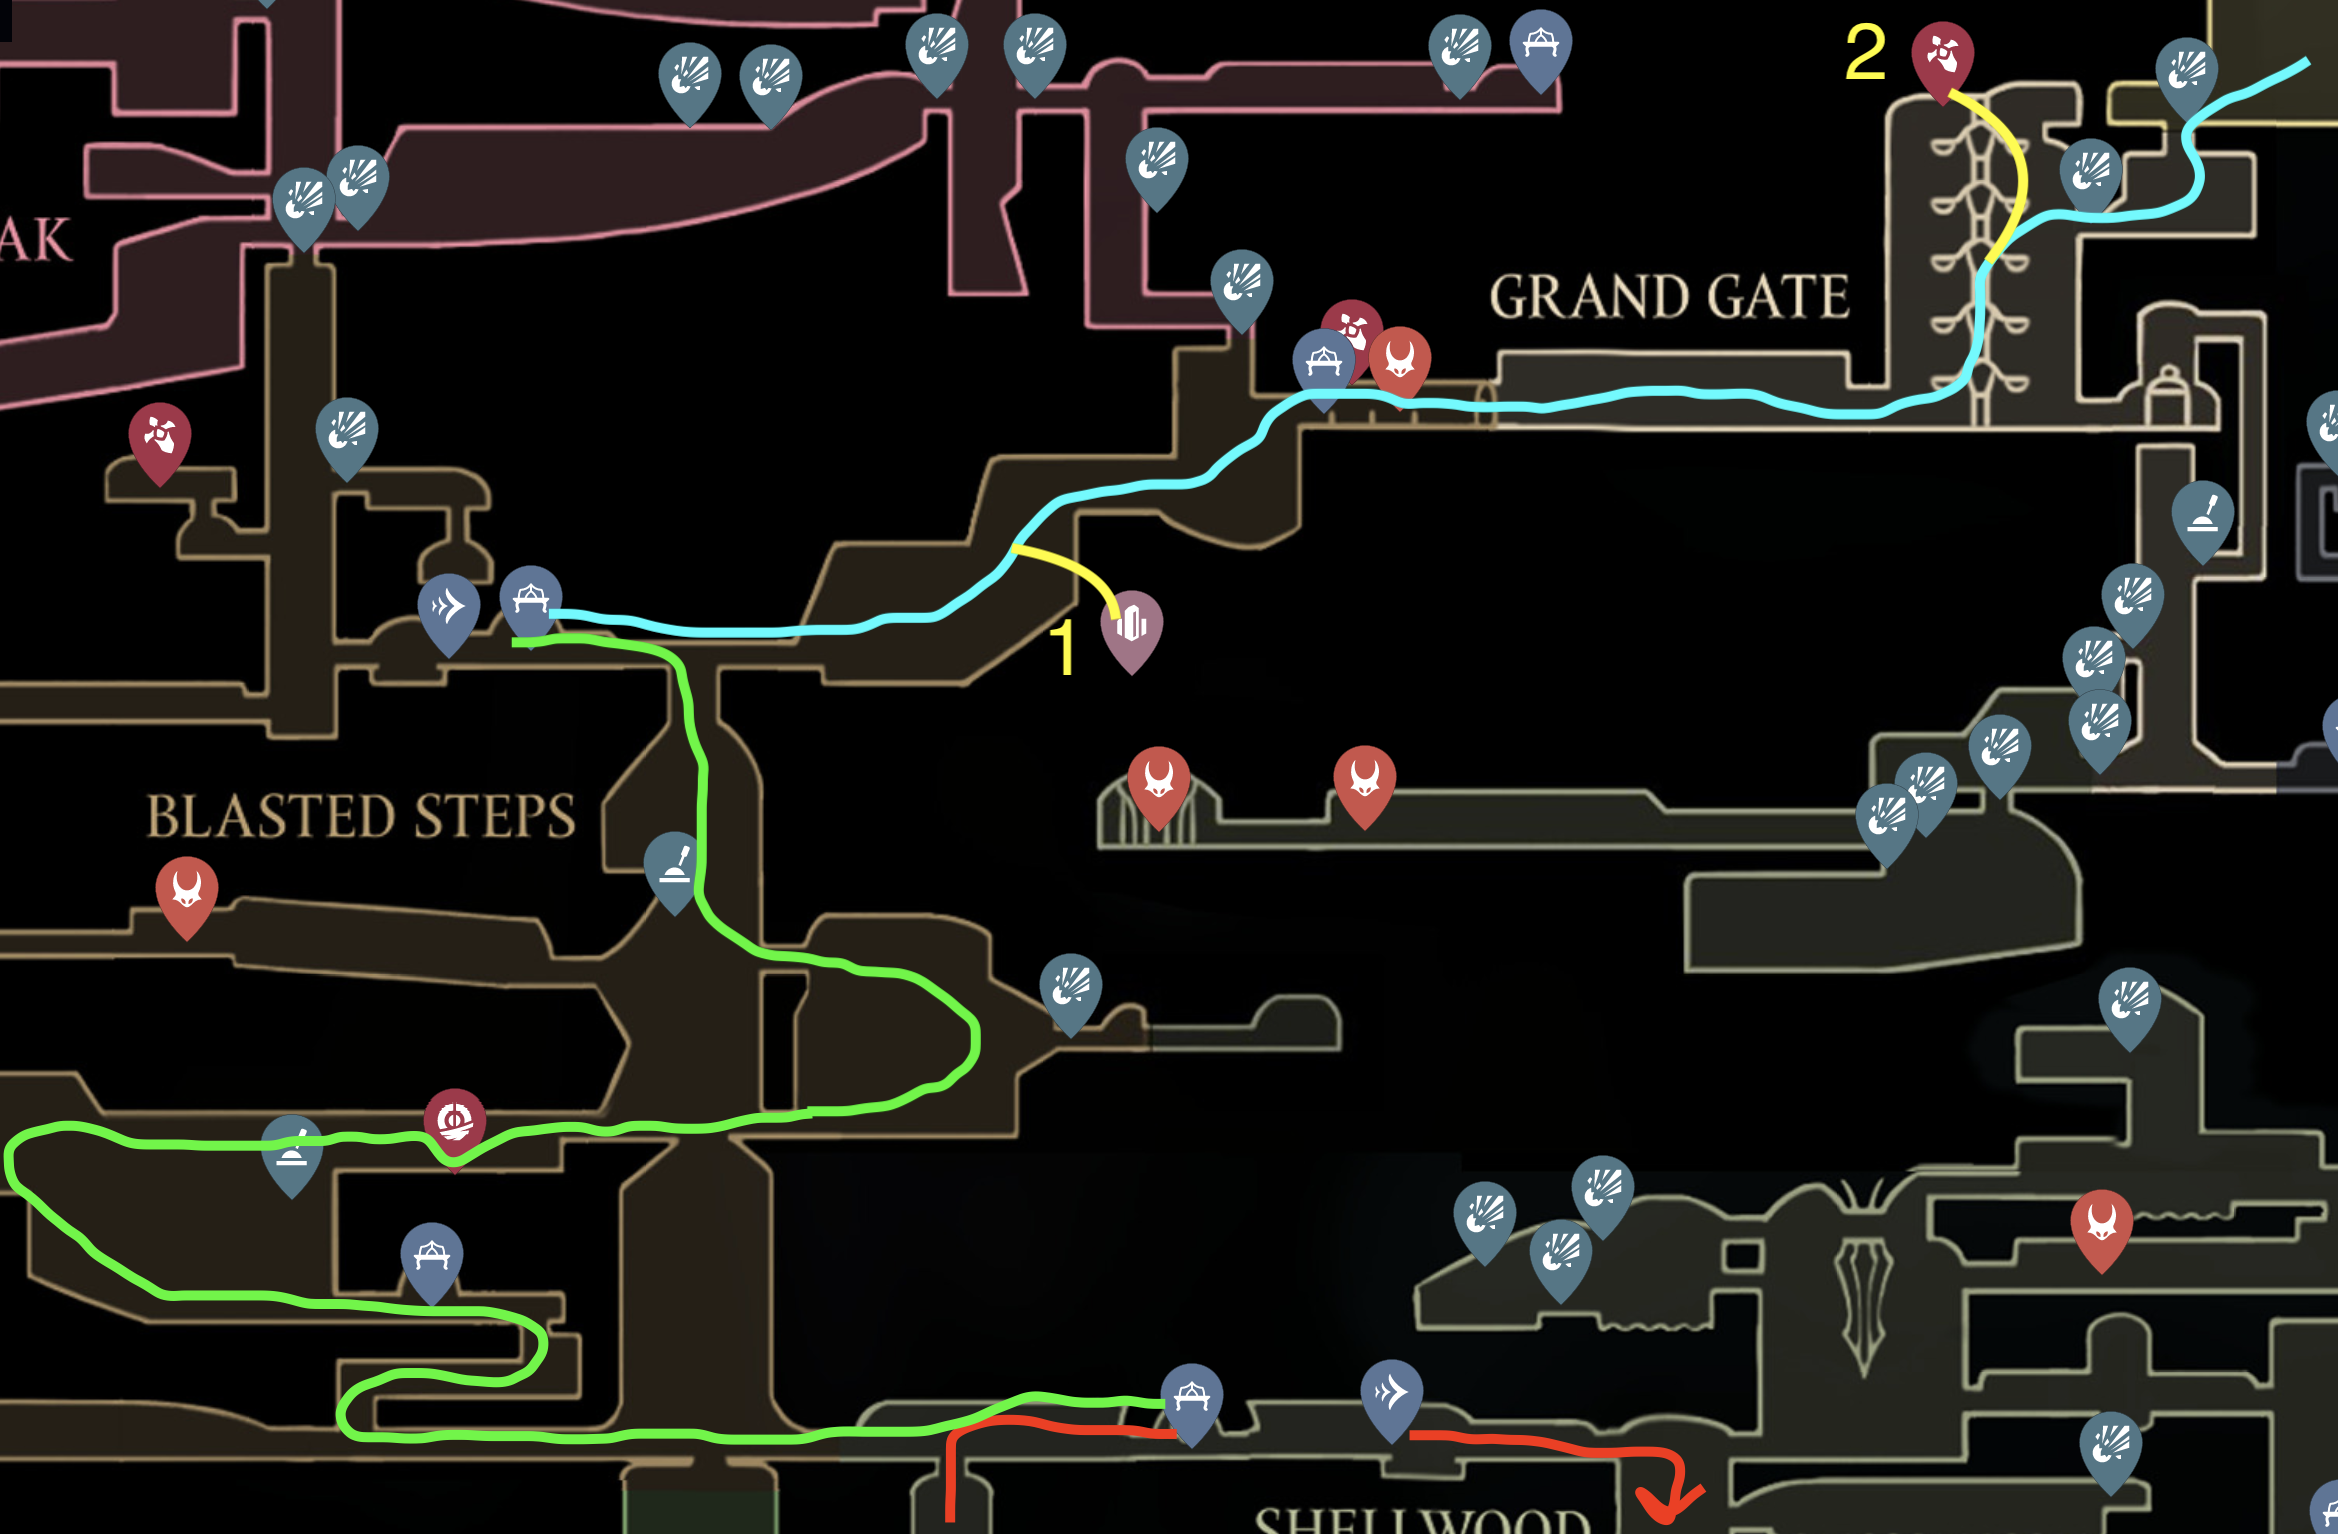 2
AK
GRAND GATE
1
BLASTED STEPS
SHELLWOOD